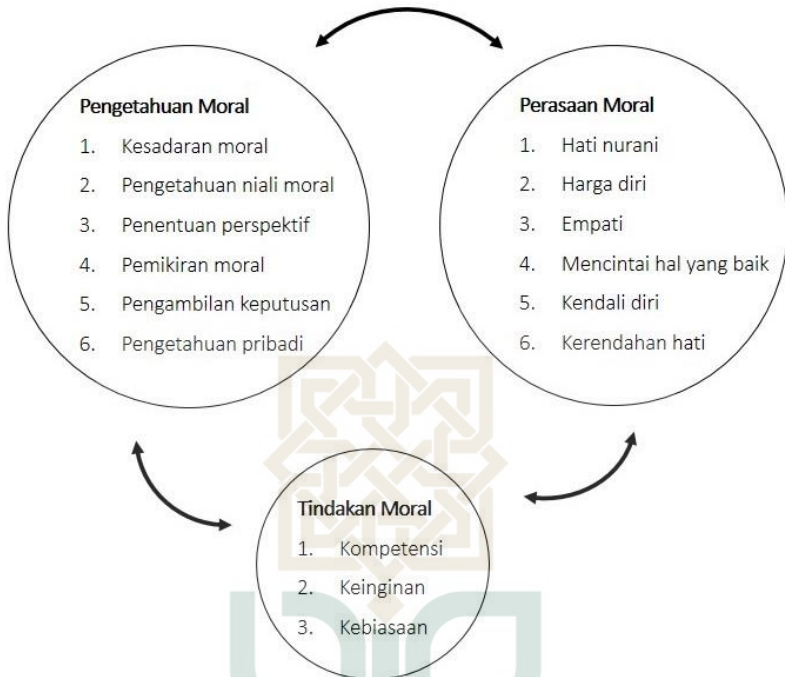 Pengetahuan Moral
1. Kesadaran moral
2. Pengetahuan niali moral
3. Penentuan perspektif
4. Pemikiran moral
5. Pengambilan keputusan
6. Pengetahuan pribadi
Perasaan Moral
1. Hati nurani
2. Harga diri
3. Empati
4. Mencintai hal yang baik
5. Kendali diri
6. Kerendahan hati
Tindakan Moral
1. Kompetensi
2. Keinginan
3. Kebiasaan